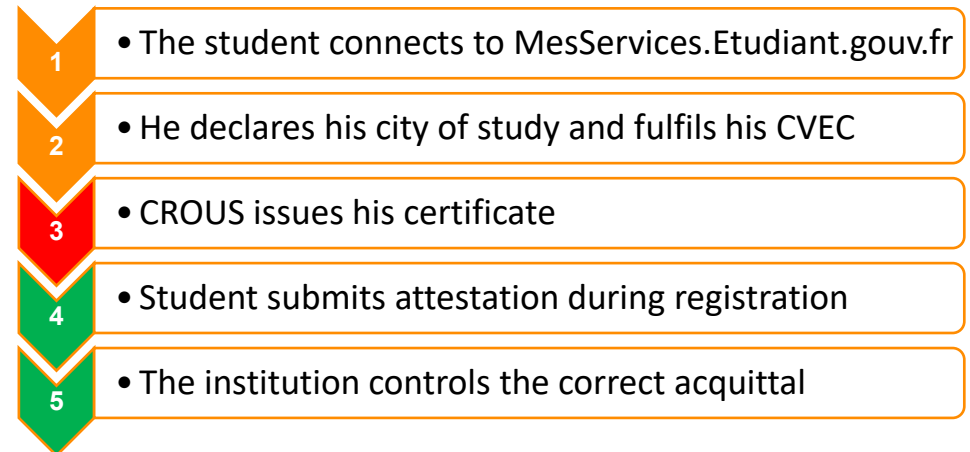 1
• The student connects to MesServices.Etudiant.gouv.fr
2
• He declares his city of study and fulfils his CVEC
3
• CROUS issues his certificate
4
• Student submits attestation during registration
5
• The institution controls the correct acquittal